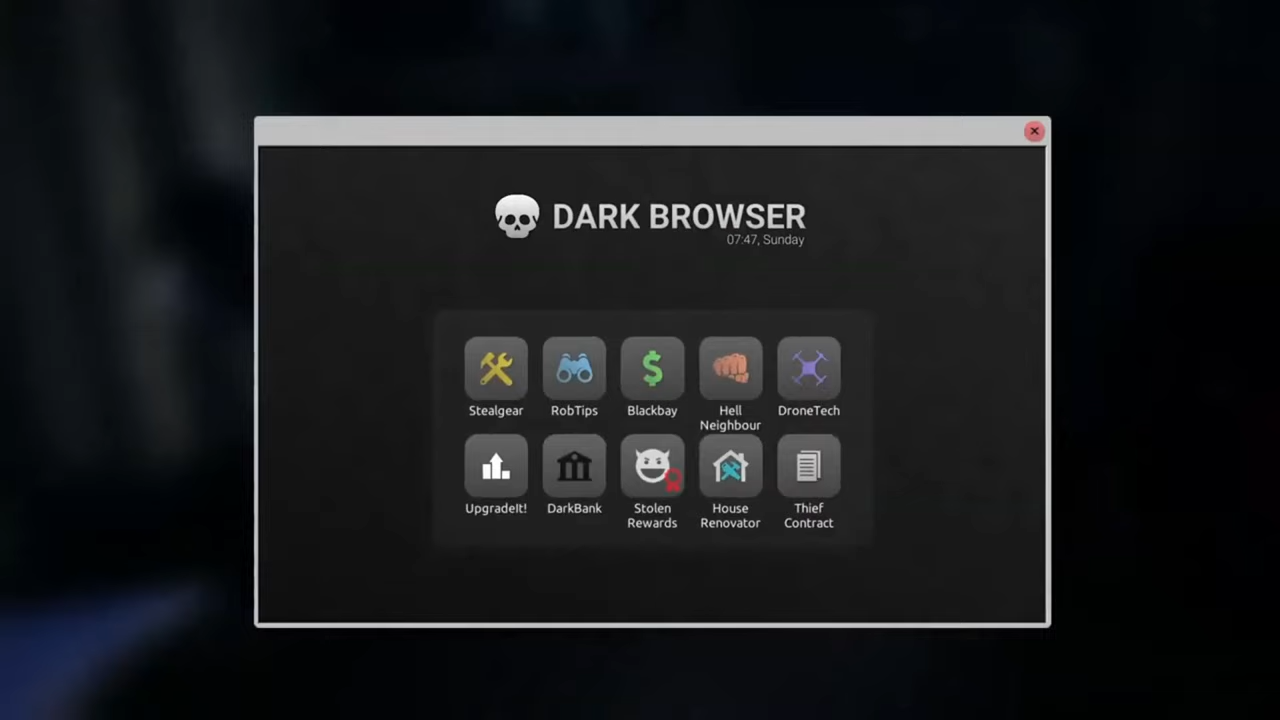 DARK BROWSER
07:47, Sunday
Stealgear
RobTips
Blackbay
Hell
Neighbour
DroneTech
UpgradeIt!
DarkBank
Stolen
Rewards
House
Renovator
Thief
Contract